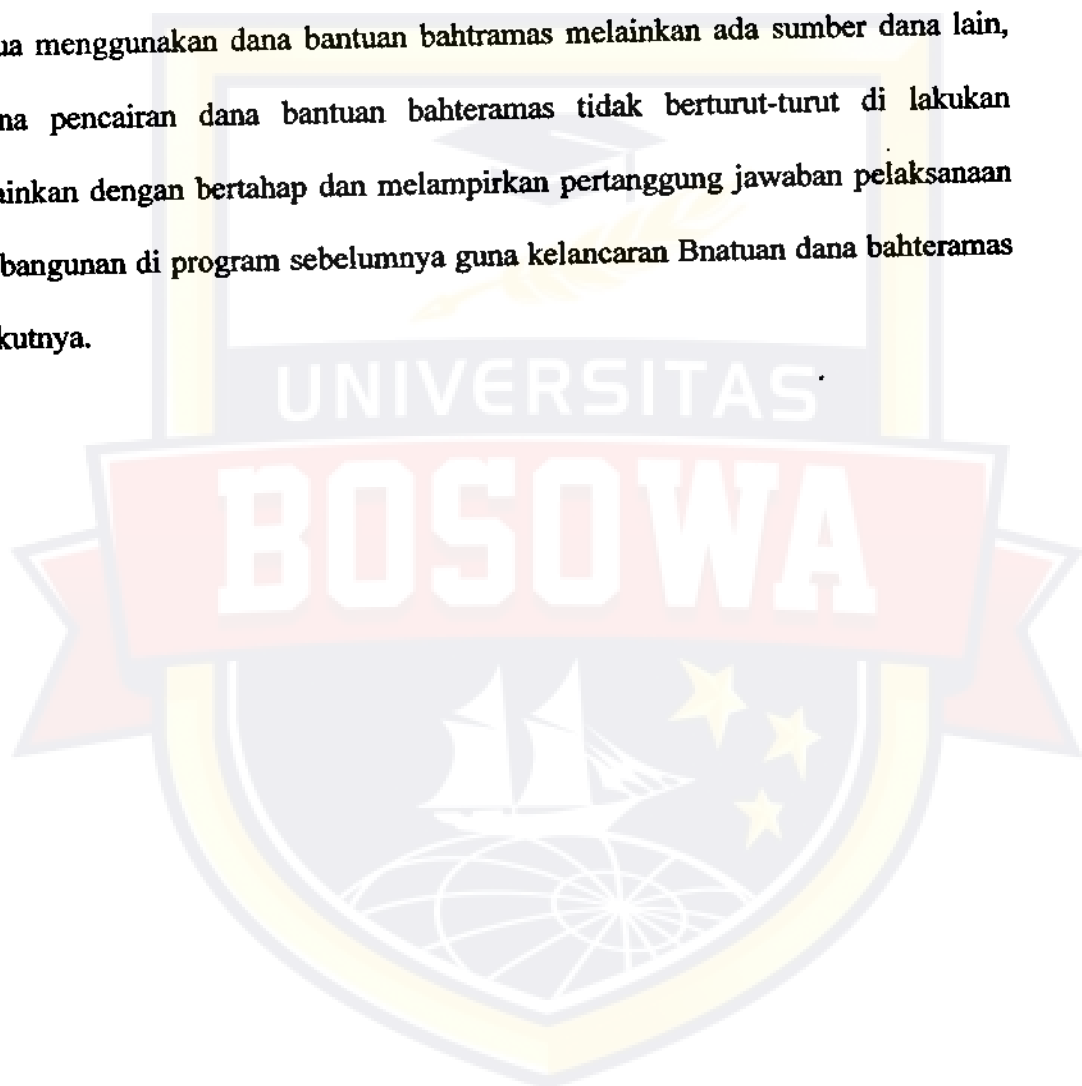 ua menggunakan dana bantuan bahtramas melainkan ada sumber dana lain,
na pencairan dana bantuan bahteramas tidak berturut-turut di lakukan
inkan dengan bertahap dan melampirkan pertanggung jawaban pelaksanaan
bangunan di program sebelumnya guna kelancaran Bnatuan dana bahteramas
kutnya.
UNIVERSITAS
BOSOWA